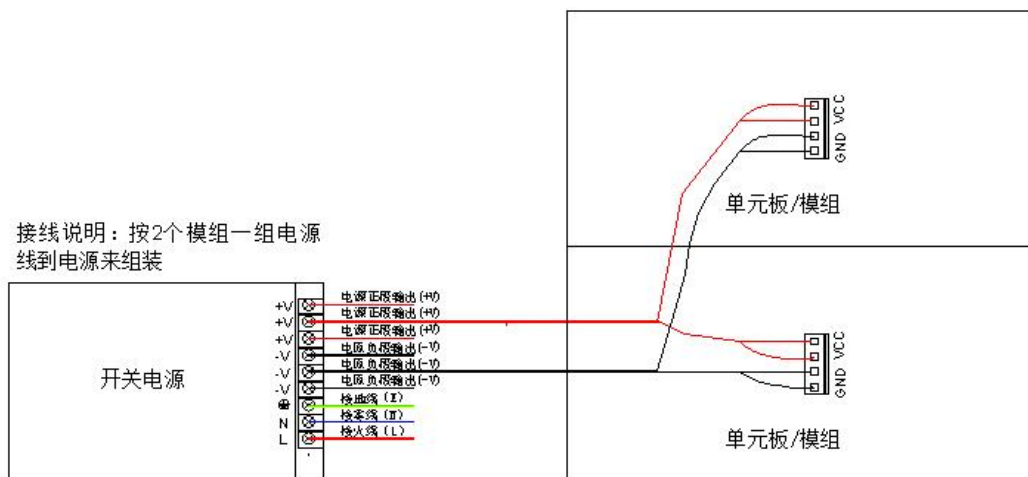 VCC
GND
单元板/模组
接线说明：按2个模组一组电源
线到电源来组装
开关电源
+V 电源正极输出(+V)
+V 电源正极输出(+V)
+V 电源正极输出(+V)
-V 电源负极输出(-V)
-V 电源负极输出(-V)
-V 电源负极输出(-V)
接地线(E)
N 接零线(N)
L 接火线(L)
VCC
GND
单元板/模组